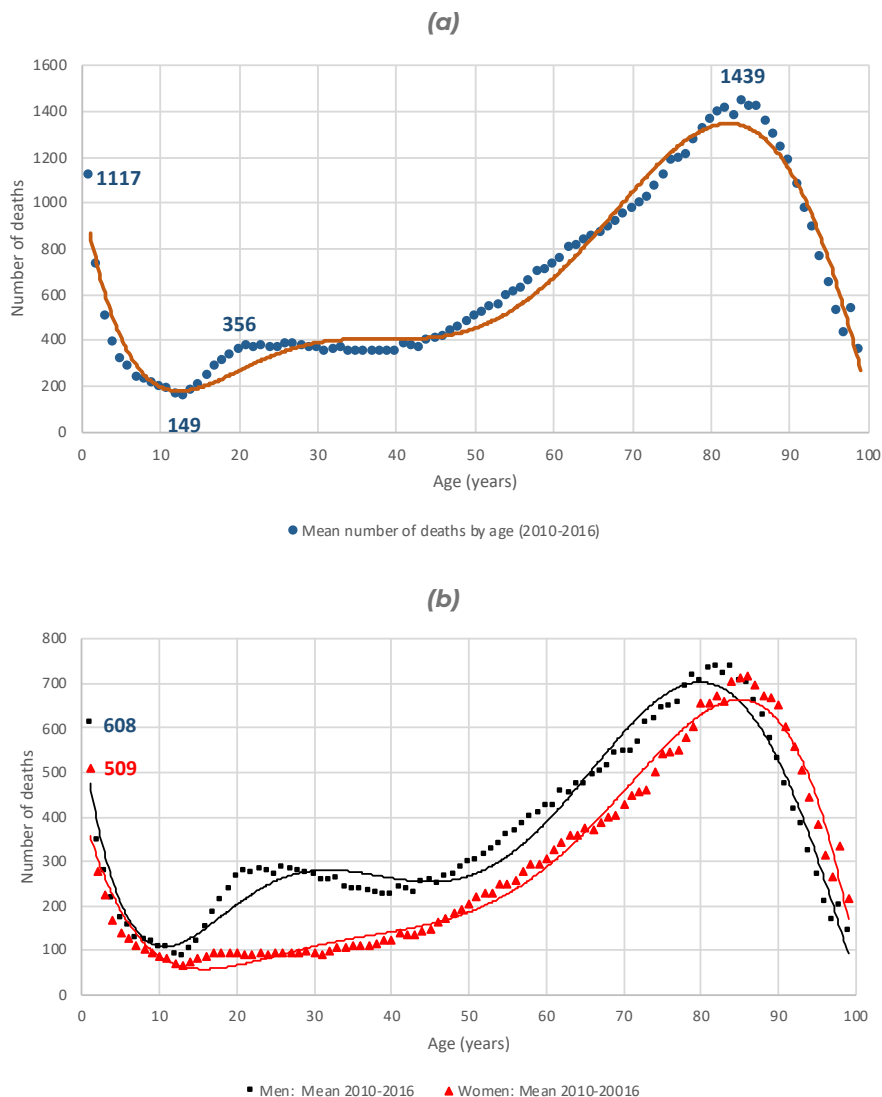 (a)
1600
1400
1200
1000
800
600
400
200
0
Number of deaths
1117
149
356
1439
0 10 20 30 40 50 60 70 80 90 100
Age (years)
Mean number of deaths by age (2010-2016)
(b)
800
700
600
500
400
300
200
100
0
Number of deaths
608
509
0 10 20 30 40 50 60 70 80 90 100
Age (years)
Men: Mean 2010-2016 Women: Mean 2010-20016